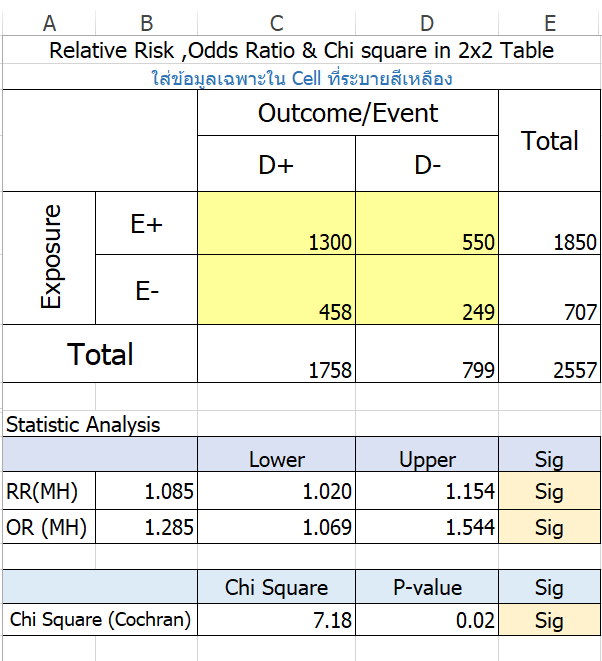 A B C D E
Relative Risk ,Odds Ratio & Chi square in 2x2 Table
ใส่ข้อมูลเฉพาะใน Cell ที่ระบายสีเหลือง
Outcome/Event Total
D+ D-
Exposure
E+ 1300 550 1850
E- 458 249 707
Total 1758 799 2557
Statistic Analysis
Lower Upper Sig
RR(MH) 1.085 1.020 1.154 Sig
OR (MH) 1.285 1.069 1.544 Sig
Chi Square P-value Sig
Chi Square (Cochran) 7.18 0.02 Sig